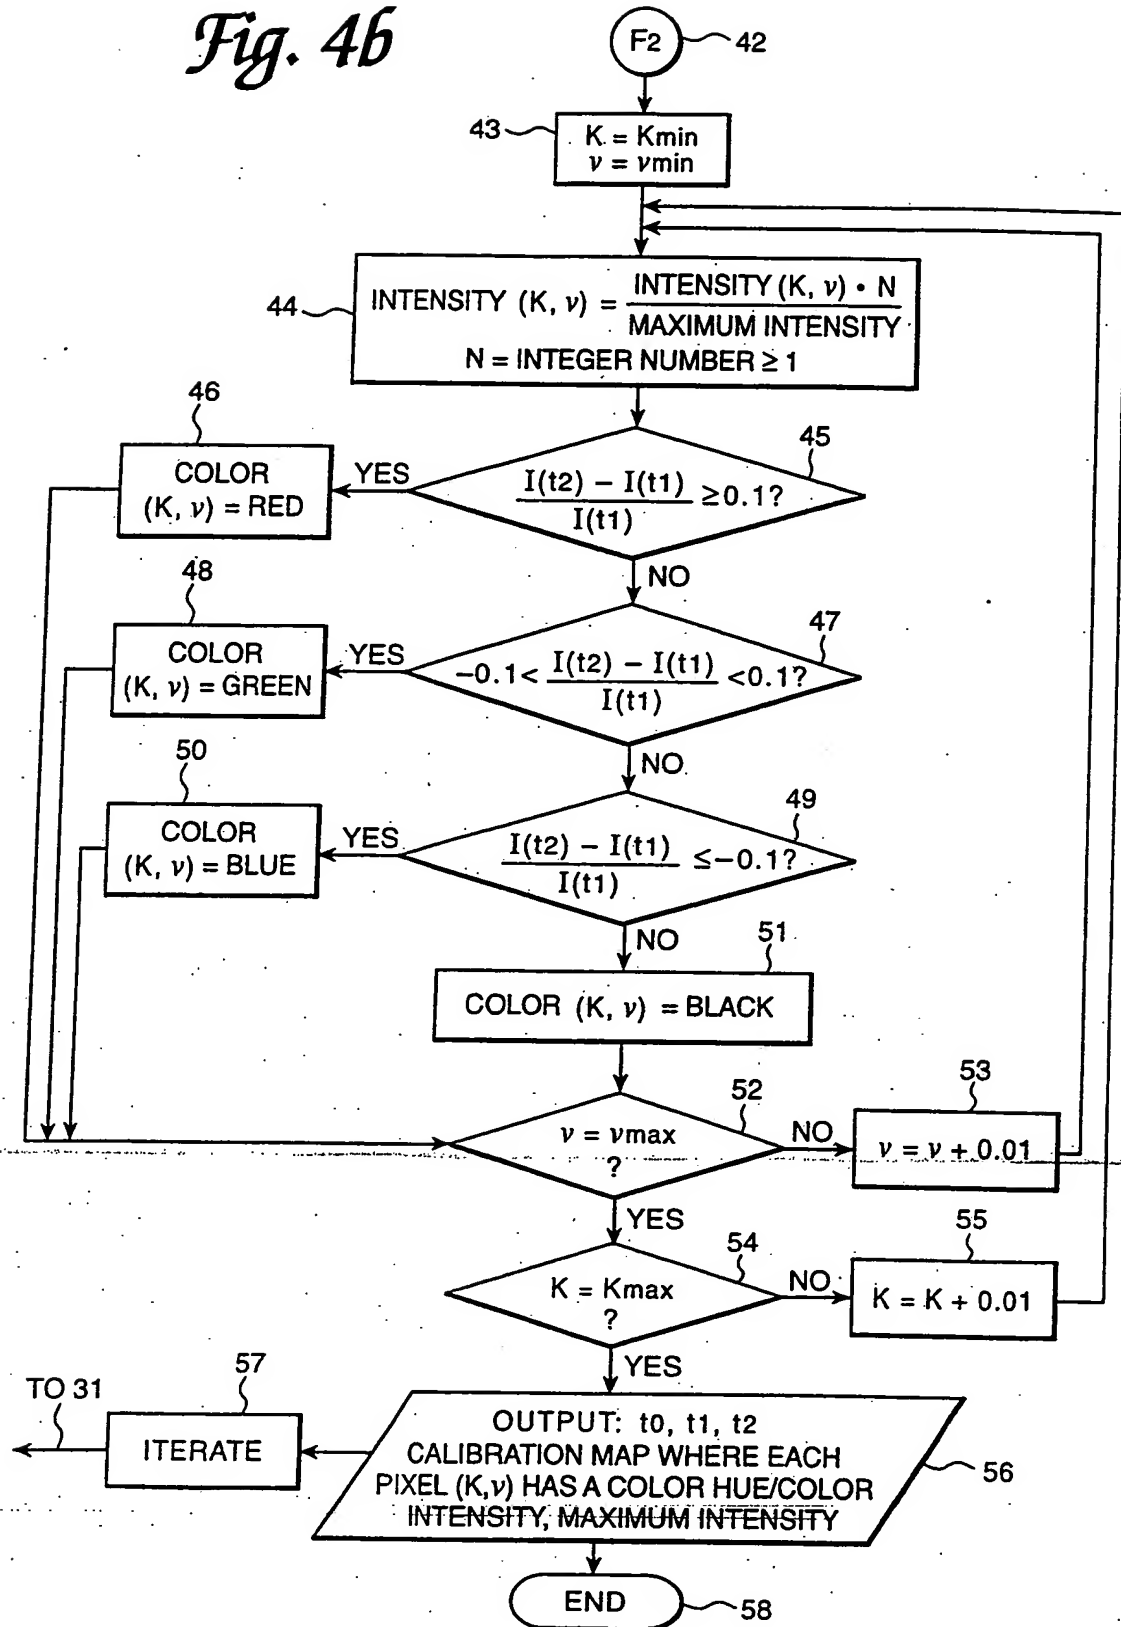 Fig. 4b
F2
42
43
K = Kmin
ν = νmin
44
INTENSITY (K, ν) = INTENSITY (K, ν) • N
MAXIMUM INTENSITY
N = INTEGER NUMBER ≥ 1
46
COLOR
(K, ν) = RED
YES
45
I(t2) – I(t1)
I(t1)
≥0.1?
NO
48
COLOR
(K, ν) = GREEN
YES
47
–0.1< I(t2) – I(t1) <0.1?
I(t1)
NO
50
COLOR
(K, ν) = BLUE
YES
49
I(t2) – I(t1) ≤–0.1?
I(t1)
NO
51
COLOR (K, ν) = BLACK
52
ν = νmax
?
NO
53
ν = ν + 0.01
YES
54
K = Kmax
?
NO
55
K = K + 0.01
YES
TO 31
57
ITERATE
OUTPUT: t0, t1, t2
CALIBRATION MAP WHERE EACH
PIXEL (K,ν) HAS A COLOR HUE/COLOR
INTENSITY, MAXIMUM INTENSITY
56
END
58